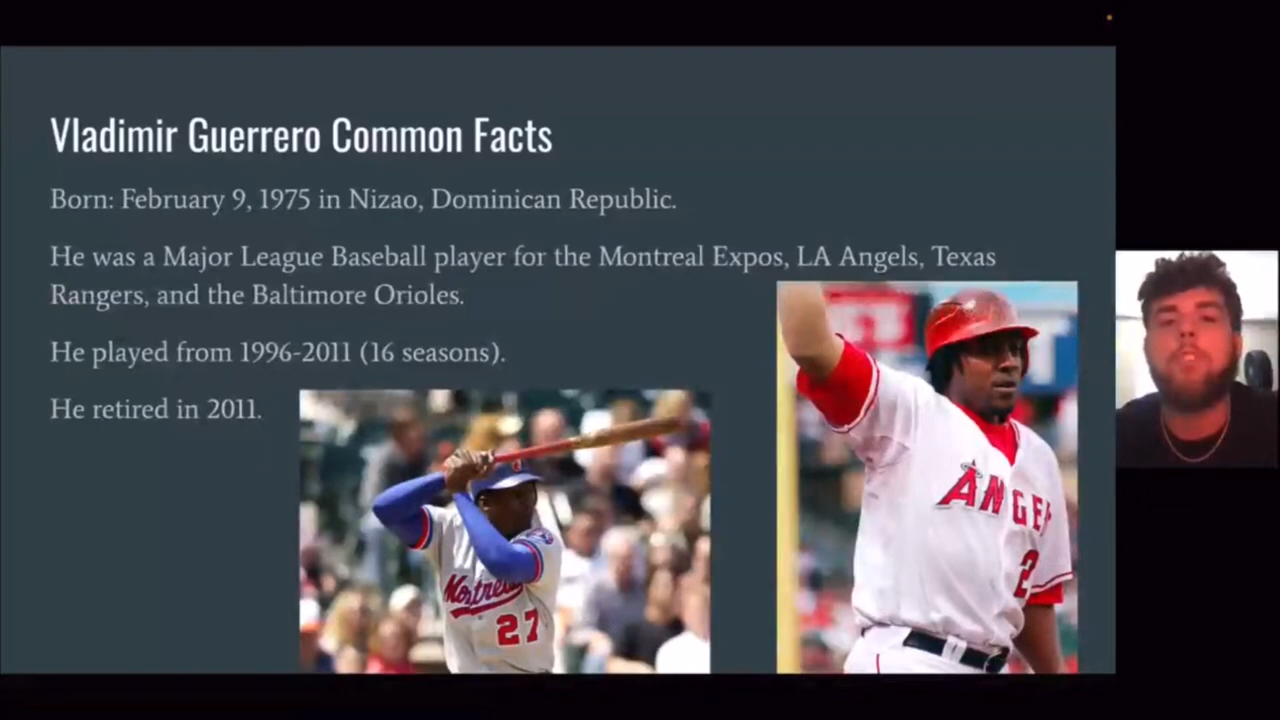 Vladimir Guerrero Common Facts
Born: February 9, 1975 in Nizao, Dominican Republic.
He was a Major League Baseball player for the Montreal Expos, LA Angels, Texas
Rangers, and the Baltimore Orioles.
He played from 1996-2011 (16 seasons).
He retired in 2011.
Montreal
27
ANGE
2